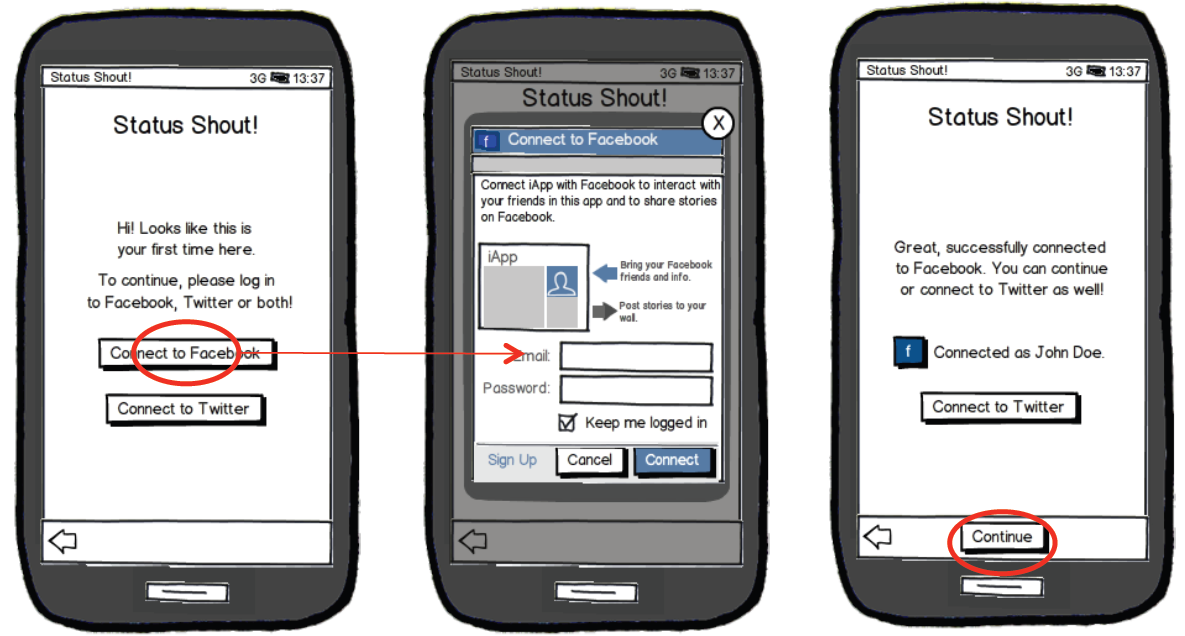 Status Shout!
3G 13:37
Status Shout!
Hi! Looks like this is
your first time here.
To continue, please log in
to Facebook, Twitter or both!
Connect to Facebook
Connect to Twitter
Status Shout!
3G 13:37
Status Shout!
X
f Connect to Facebook
Connect iApp with Facebook to interact with
your friends in this app and to share stories
on Facebook.
iApp
Bring your Facebook
friends and info.
Post stories to your
wall.
Email:
Password:
Keep me logged in
Sign Up
Cancel
Connect
Status Shout!
3G 13:37
Status Shout!
Great, successfully connected
to Facebook. You can continue
or connect to Twitter as well!
f Connected as John Doe.
Connect to Twitter
Continue